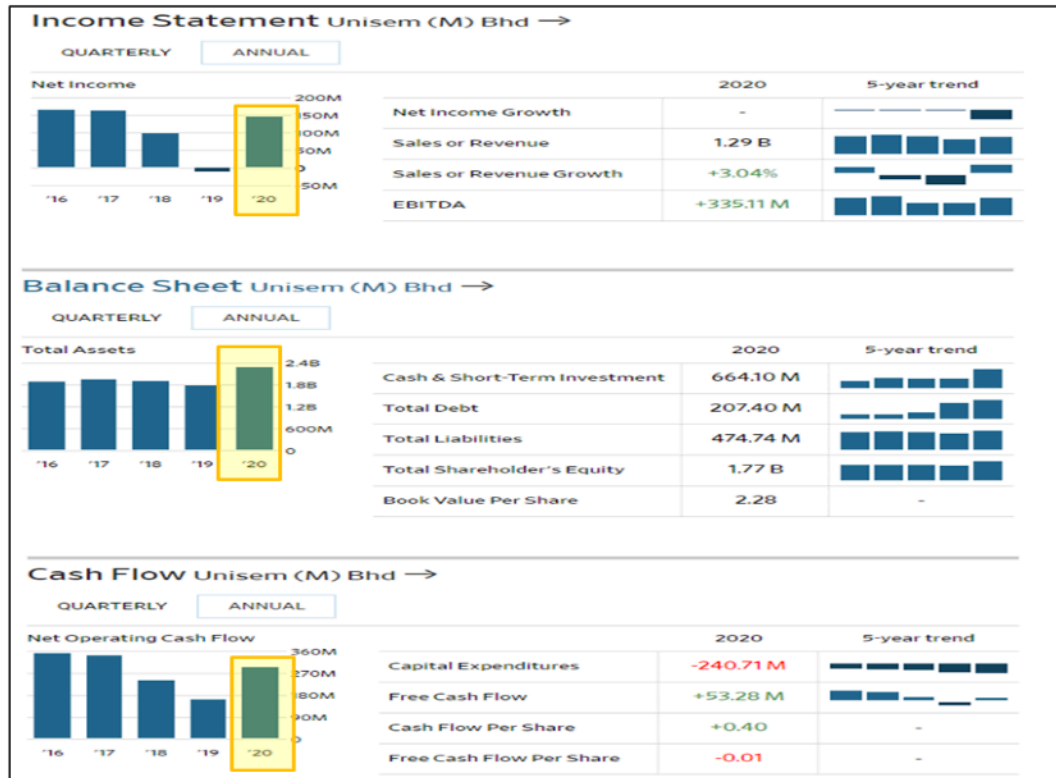 Income Statement Unisem (M) Bhd →
QUARTERLY ANNUAL
Net Income 2020 5-year trend
200M
150M
100M
50M
0
-50M
'16 '17 '18 '19 '20
Net Income Growth - -
Sales or Revenue 1.29 B
Sales or Revenue Growth +3.04%
EBITDA +335.11 M
Balance Sheet Unisem (M) Bhd →
QUARTERLY ANNUAL
Total Assets 2020 5-year trend
2.4B
1.8B
1.2B
600M
0
'16 '17 '18 '19 '20
Cash & Short-Term Investment 664.10 M
Total Debt 207.40 M
Total Liabilities 474.74 M
Total Shareholder's Equity 1.77 B
Book Value Per Share 2.28 -
Cash Flow Unisem (M) Bhd →
QUARTERLY ANNUAL
Net Operating Cash Flow 2020 5-year trend
360M
270M
180M
90M
0
'16 '17 '18 '19 '20
Capital Expenditures -240.71 M
Free Cash Flow +53.28 M
Cash Flow Per Share +0.40 -
Free Cash Flow Per Share -0.01 -